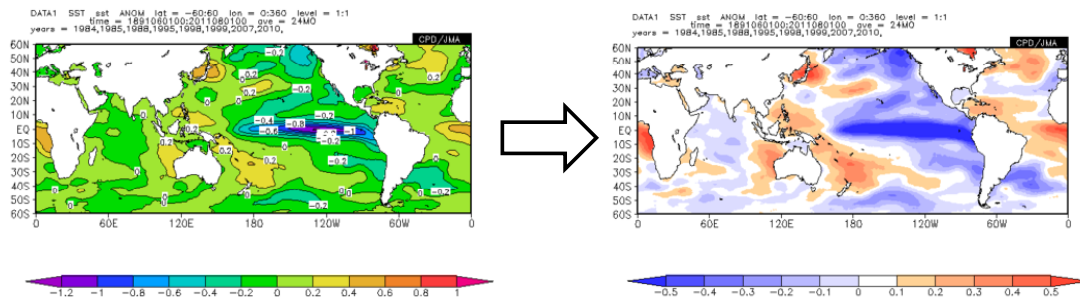 DATA1 SST sst ANOM lat = -60:60 lon = 0:360 level = 1:1
time = 1891060100:2011060100 ave = 24MO
years = 1984,1985,1988,1995,1998,1999,2007,2010,
CPD/JMA
60N
50N
40N
30N
20N
10N
EQ
10S
20S
30S
40S
50S
60S
0 60E 120E 180 120W 60W 0
-1.2 -1 -0.8 -0.6 -0.4 -0.2 0 0.2 0.4 0.6 0.8 1
DATA1 SST sst ANOM lat = -60:60 lon = 0:360 level = 1:1
time = 1891060100:2011060100 ave = 24MO
years = 1984,1985,1988,1995,1998,1999,2007,2010,
CPD/JMA
60N
50N
40N
30N
20N
10N
EQ
10S
20S
30S
40S
50S
60S
0 60E 120E 180 120W 60W 0
-0.5 -0.4 -0.3 -0.2 -0.1 0 0.1 0.2 0.3 0.4 0.5